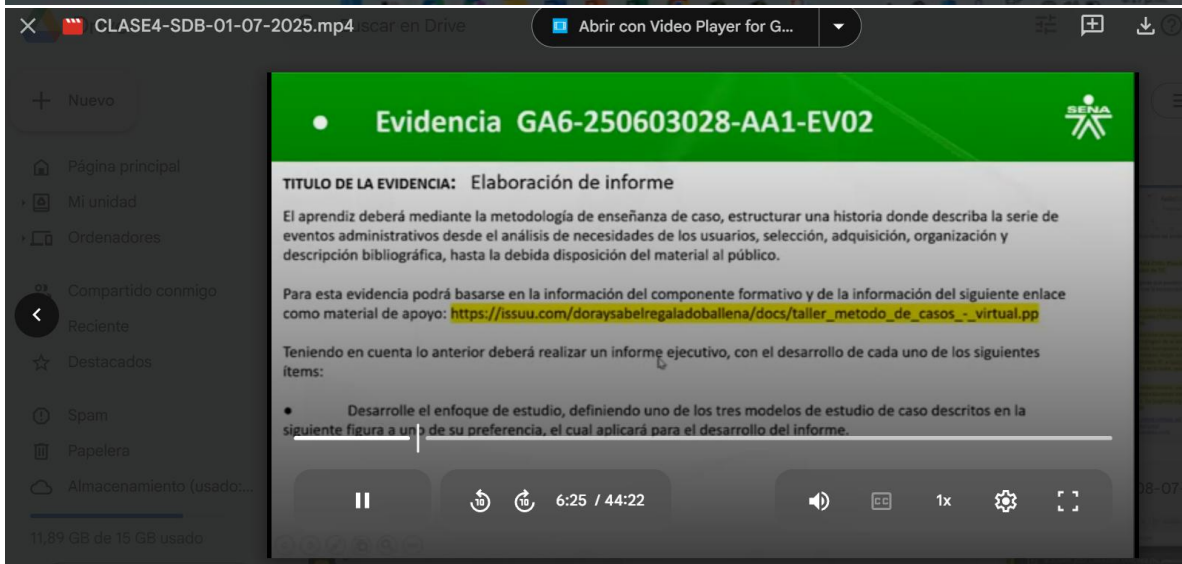 CLASE4-SDB-01-07-2025.mp4
uscar en Drive
Abrir con Video Player for G...
Nuevo
Página principal
Mi unidad
Ordenadores
Compartido conmigo
Reciente
Destacados
Spam
Papelera
Almacenamiento (usado:...
11,89 GB de 15 GB usado
• Evidencia GA6-250603028-AA1-EV02
SENA
TITULO DE LA EVIDENCIA: Elaboración de informe
El aprendiz deberá mediante la metodología de enseñanza de caso, estructurar una historia donde describa la serie de
eventos administrativos desde el análisis de necesidades de los usuarios, selección, adquisición, organización y
descripción bibliográfica, hasta la debida disposición del material al público.
Para esta evidencia podrá basarse en la información del componente formativo y de la información del siguiente enlace
como material de apoyo: https://issuu.com/doraysabelregaladoballena/docs/taller_metodo_de_casos_-_virtual.pp
Teniendo en cuenta lo anterior deberá realizar un informe ejecutivo, con el desarrollo de cada uno de los siguientes
ítems:
• Desarrolle el enfoque de estudio, definiendo uno de los tres modelos de estudio de caso descritos en la
siguiente figura a uno de su preferencia, el cual aplicará para el desarrollo del informe.
10
10
6:25 / 44:22
CC
1x
08-07-